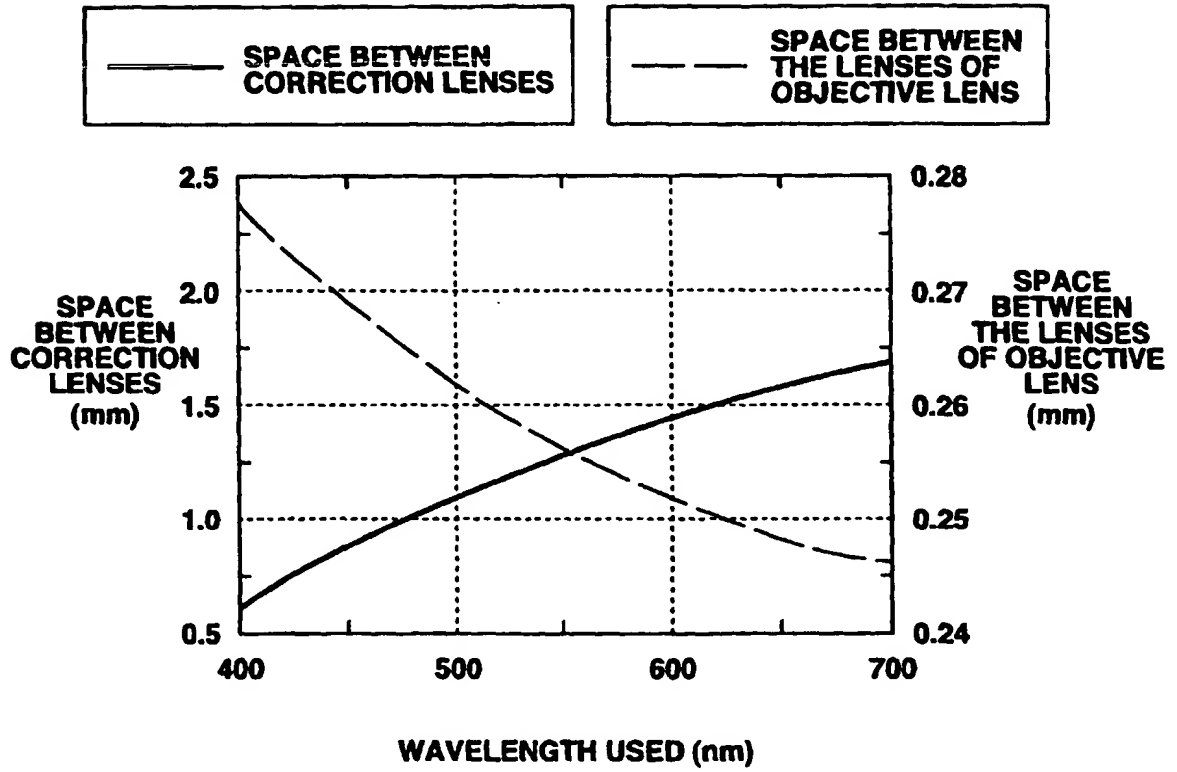 SPACE BETWEEN
CORRECTION LENSES
SPACE BETWEEN
THE LENSES OF
OBJECTIVE LENS
2.5
2.0
1.5
1.0
0.5
SPACE
BETWEEN
CORRECTION
LENSES
(mm)
0.28
0.27
0.26
0.25
0.24
SPACE
BETWEEN
THE LENSES
OF OBJECTIVE
LENS
(mm)
400 500 600 700
WAVELENGTH USED (nm)